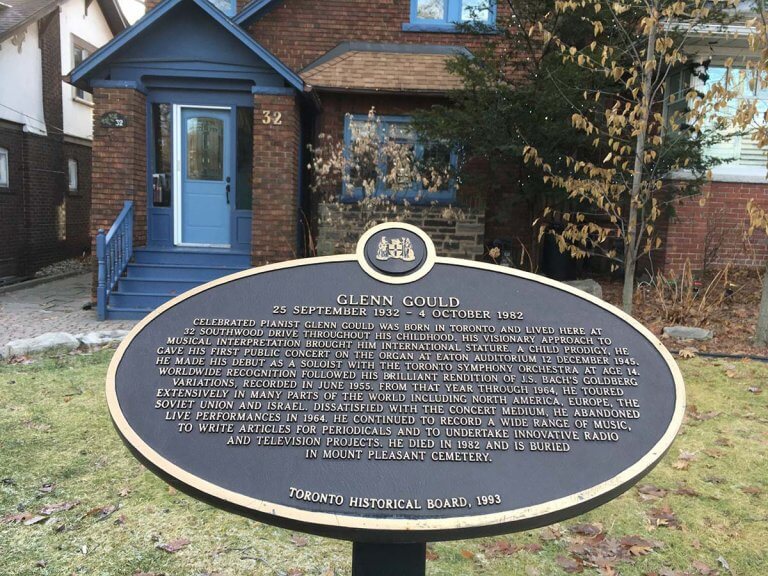 32
32
GLENN GOULD
25 SEPTEMBER 1932 - 4 OCTOBER 1982
CELEBRATED PIANIST GLENN GOULD WAS BORN IN TORONTO AND LIVED HERE AT
32 SOUTHWOOD DRIVE THROUGHOUT HIS CHILDHOOD. HIS VISIONARY APPROACH TO
MUSICAL INTERPRETATION BROUGHT HIM INTERNATIONAL STATURE. A CHILD PRODIGY, HE
GAVE HIS FIRST PUBLIC CONCERT ON THE ORGAN AT EATON AUDITORIUM 12 DECEMBER 1945.
HE MADE HIS DEBUT AS A SOLOIST WITH THE TORONTO SYMPHONY ORCHESTRA AT AGE 14.
WORLDWIDE RECOGNITION FOLLOWED HIS BRILLIANT RENDITION OF J.S. BACH'S GOLDBERG
VARIATIONS, RECORDED IN JUNE 1955. FROM THAT YEAR THROUGH 1964, HE TOURED
EXTENSIVELY IN MANY PARTS OF THE WORLD INCLUDING NORTH AMERICA, EUROPE, THE
SOVIET UNION AND ISRAEL. DISSATISFIED WITH THE CONCERT MEDIUM, HE ABANDONED
LIVE PERFORMANCES IN 1964. HE CONTINUED TO RECORD A WIDE RANGE OF MUSIC,
TO WRITE ARTICLES FOR PERIODICALS AND TO UNDERTAKE INNOVATIVE RADIO
AND TELEVISION PROJECTS. HE DIED IN 1982 AND IS BURIED
IN MOUNT PLEASANT CEMETERY.
TORONTO HISTORICAL BOARD, 1993